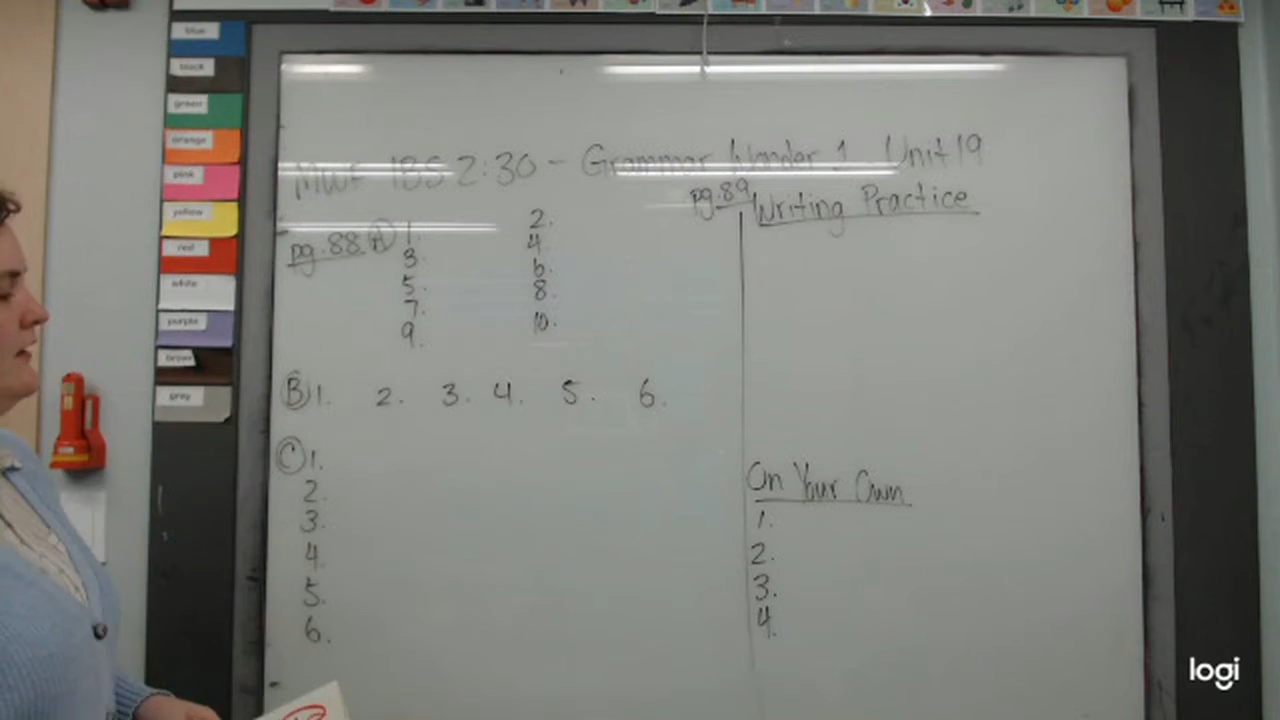 blue
black
green
orange
pink
yellow
red
white
purple
brown
grey
MWF 1BS 2:30 - Grammar Wonder 1 Unit 19
pg.88 A 1. 2.
3. 4.
5. 6.
7. 8.
9. 10.
B 1. 2. 3. 4. 5. 6.
C 1.
2.
3.
4.
5.
6.
pg.89 Writing Practice
On Your Own
1.
2.
3.
4.
logi